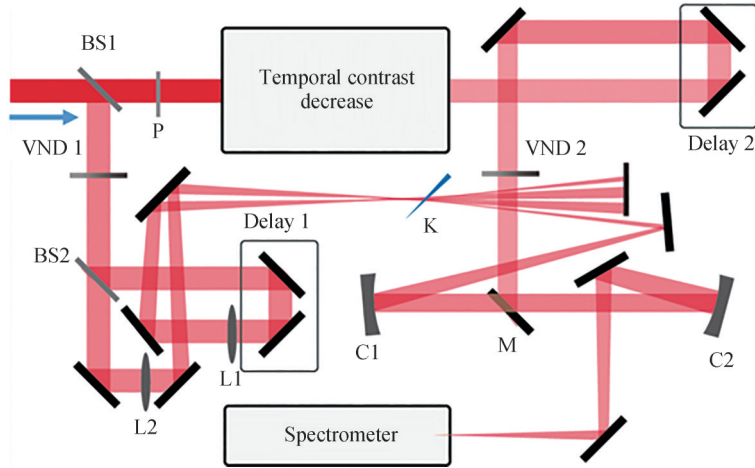 BS1
Temporal contrast
decrease
P
VND 1
VND 2
Delay 2
K
Delay 1
BS2
C1
M
C2
L1
L2
Spectrometer